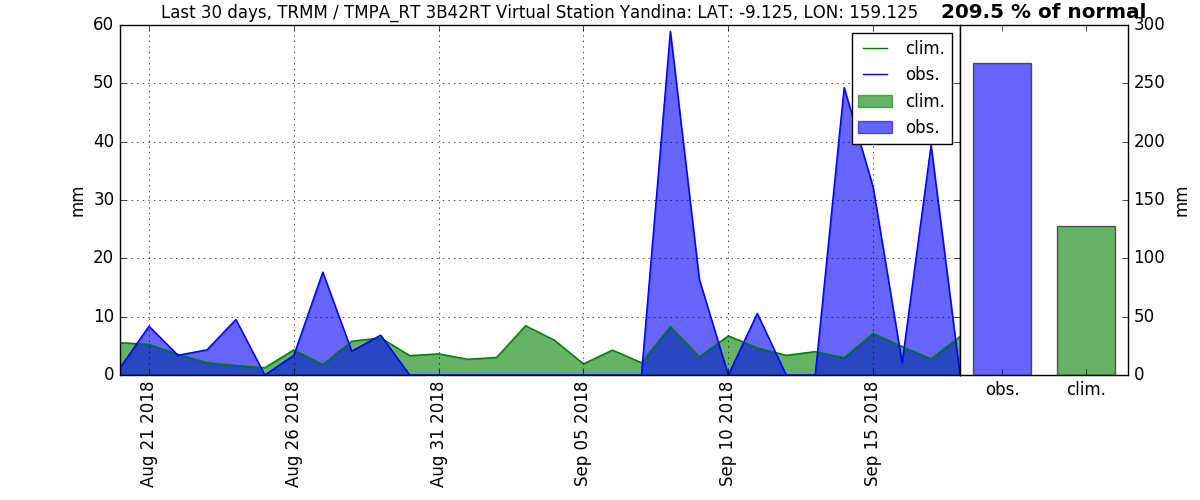 Last 30 days, TRMM / TMPA_RT 3B42RT Virtual Station Yandina: LAT: -9.125, LON: 159.125
209.5 % of normal
60
50
40
30
20
10
0
mm
clim.
obs.
clim.
obs.
300
250
200
150
100
50
0
mm
Aug 21 2018
Aug 26 2018
Aug 31 2018
Sep 05 2018
Sep 10 2018
Sep 15 2018
obs.
clim.